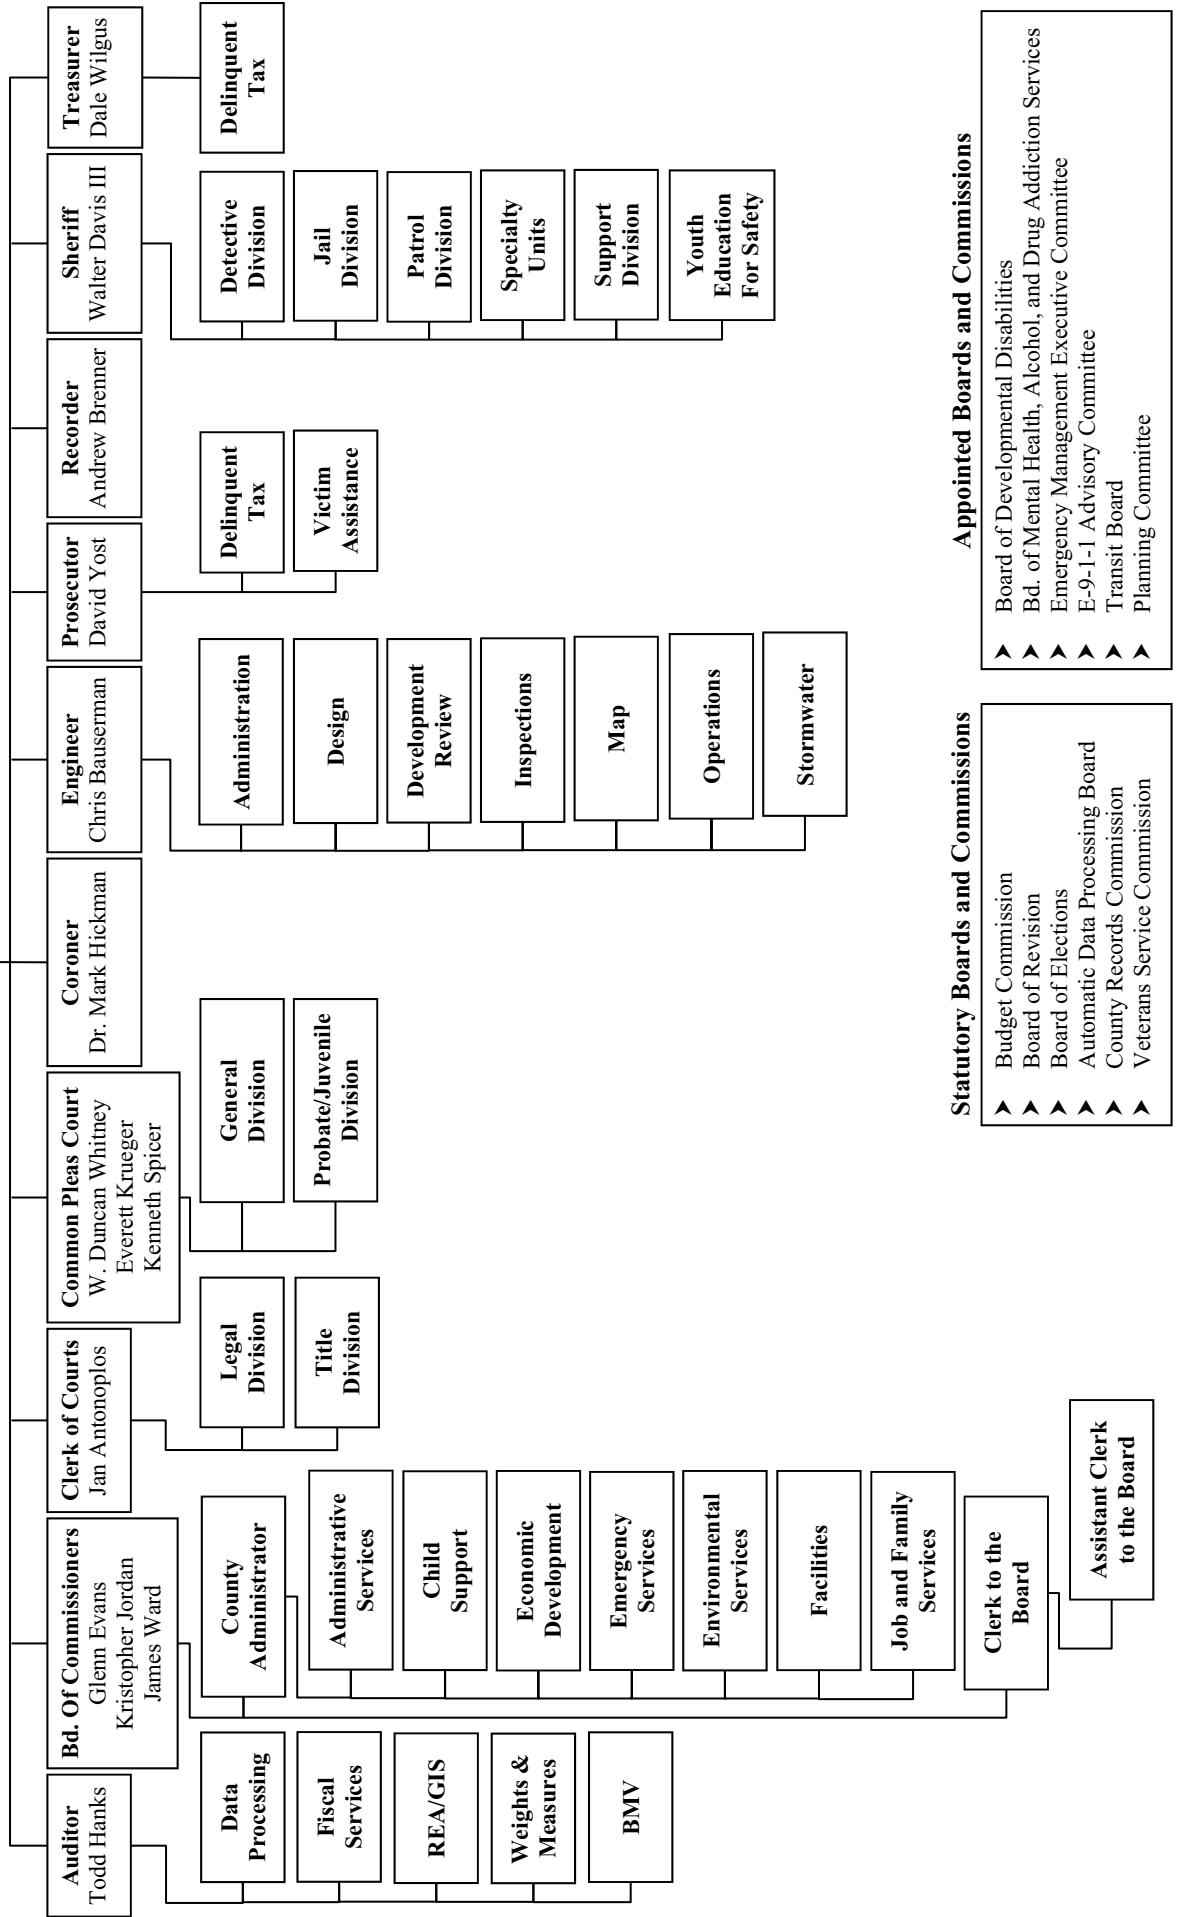 Auditor
Todd Hanks
Data
Processing
Fiscal
Services
REA/GIS
Weights &
Measures
BMV
Bd. Of Commissioners
Glenn Evans
Kristopher Jordan
James Ward
County
Administrator
Administrative
Services
Child
Support
Economic
Development
Emergency
Services
Environmental
Services
Facilities
Job and Family
Services
Clerk to the
Board
Assistant Clerk
to the Board
Clerk of Courts
Jan Antonoplos
Legal
Division
Title
Division
Common Pleas Court
W. Duncan Whitney
Everett Krueger
Kenneth Spicer
General
Division
Probate/Juvenile
Division
Coroner
Dr. Mark Hickman
Engineer
Chris Bauserman
Administration
Design
Development
Review
Inspections
Map
Operations
Stormwater
Prosecutor
David Yost
Delinquent
Tax
Victim
Assistance
Recorder
Andrew Brenner
Sheriff
Walter Davis III
Detective
Division
Jail
Division
Patrol
Division
Specialty
Units
Support
Division
Youth
Education
For Safety
Treasurer
Dale Wilgus
Delinquent
Tax
Statutory Boards and Commissions
➤ Budget Commission
➤ Board of Revision
➤ Board of Elections
➤ Automatic Data Processing Board
➤ County Records Commission
➤ Veterans Service Commission
Appointed Boards and Commissions
➤ Board of Developmental Disabilities
➤ Bd. of Mental Health, Alcohol, and Drug Addiction Services
➤ Emergency Management Executive Committee
➤ E-9-1-1 Advisory Committee
➤ Transit Board
➤ Planning Committee